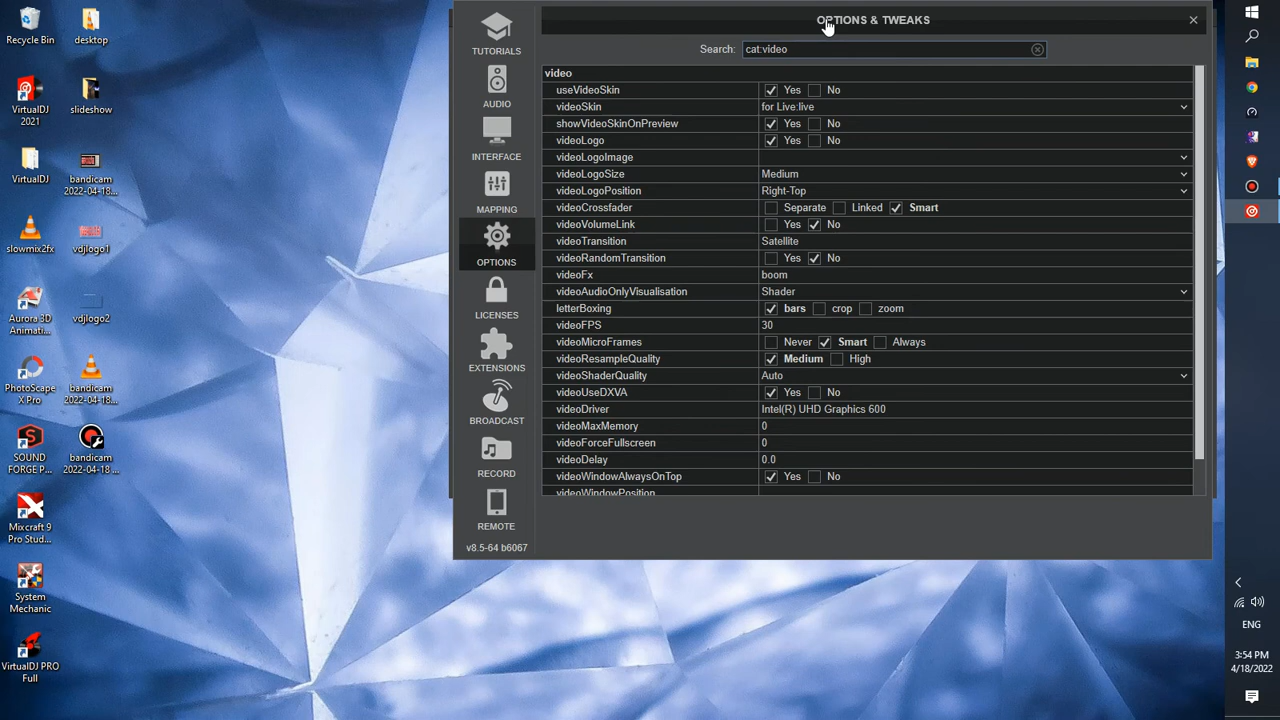 Recycle Bin
desktop
VirtualDJ
2021
slideshow
VirtualDJ
bandicam
2022-04-18 ...
slowmix2fx
vdjlogo1
Aurora 3D
Animati...
vdjlogo2
PhotoScape
X Pro
bandicam
2022-04-18 ...
SOUND
FORGE P...
bandicam
2022-04-18 ...
Mixcraft 9
Pro Stud...
System
Mechanic
VirtualDJ PRO
Full
TUTORIALS
AUDIO
INTERFACE
MAPPING
OPTIONS
LICENSES
EXTENSIONS
BROADCAST
RECORD
REMOTE
v8.5-64 b6067
OPTIONS & TWEAKS
Search: cat:video
video
useVideoSkin Yes No
videoSkin for Live:live
showVideoSkinOnPreview Yes No
videoLogo Yes No
videoLogoImage
videoLogoSize Medium
videoLogoPosition Right-Top
videoCrossfader Separate Linked Smart
videoVolumeLink Yes No
videoTransition Satellite
videoRandomTransition Yes No
videoFx boom
videoAudioOnlyVisualisation Shader
letterBoxing bars crop zoom
videoFPS 30
videoMicroFrames Never Smart Always
videoResampleQuality Medium High
videoShaderQuality Auto
videoUseDXVA Yes No
videoDriver Intel(R) UHD Graphics 600
videoMaxMemory 0
videoForceFullscreen 0
videoDelay 0.0
videoWindowAlwaysOnTop Yes No
videoWindowPosition
ENG
3:54 PM
4/18/2022